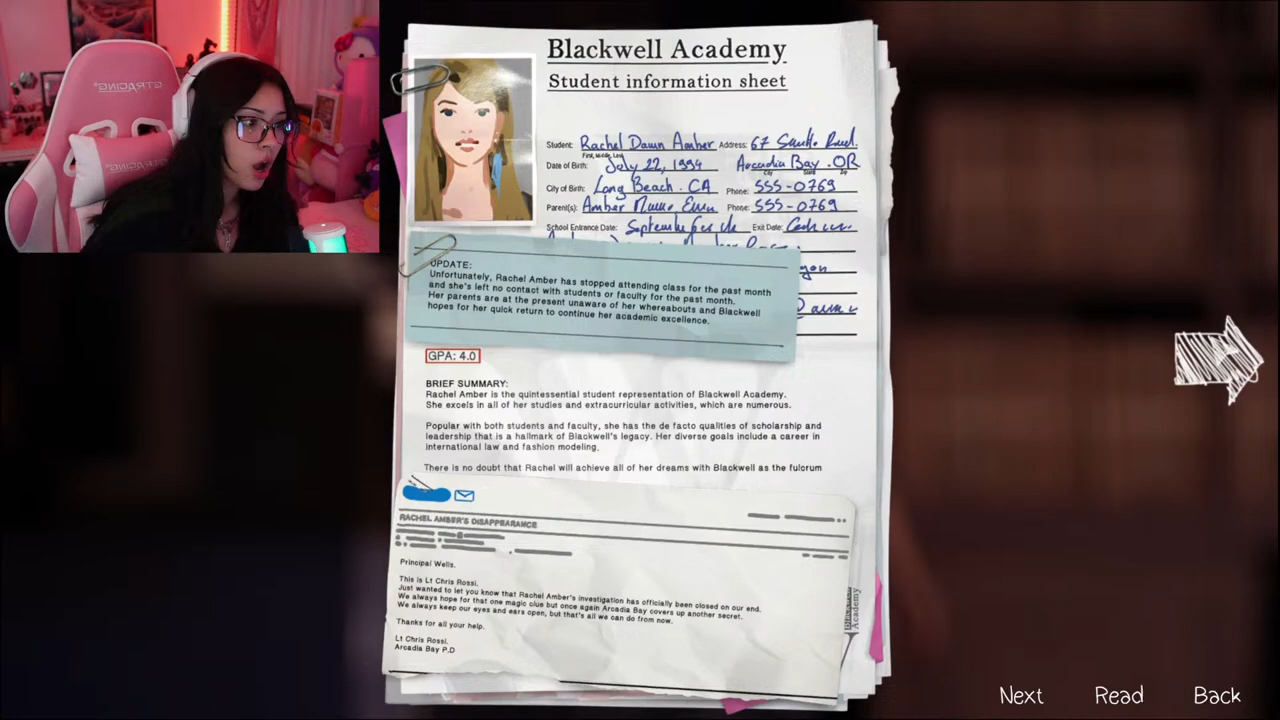 Blackwell Academy
Student information sheet
Student: Rachel Dawn Amber Address: 67
First, Middle, Last
Date of Birth: July 22, 1994 Arcadia Bay . OR
City State Zip
City of Birth: Long Beach . CA Phone: 555-0769
Parent(s): Amber Phone: 555-0769
School Entrance Date: Exit Date:
UPDATE:
Unfortunately, Rachel Amber has stopped attending class for the past month
and she's left no contact with students or faculty for the past month.
Her parents are at the present unaware of her whereabouts and Blackwell
hopes for her quick return to continue her academic excellence.
GPA: 4.0
BRIEF SUMMARY:
Rachel Amber is the quintessential student representation of Blackwell Academy.
She excels in all of her studies and extracurricular activities, which are numerous.
Popular with both students and faculty, she has the de facto qualities of scholarship and
leadership that is a hallmark of Blackwell's legacy. Her diverse goals include a career in
international law and fashion modeling.
There is no doubt that Rachel will achieve all of her dreams with Blackwell as the fulcrum
RACHEL AMBER'S DISAPPEARANCE
Principal Wells.
This is Lt Chris Rossi.
Just wanted to let you know that Rachel Amber's investigation has officially been closed on our end.
We always hope for that one magic clue but once again Arcadia Bay covers up another secret.
We always keep our eyes and ears open, but that's all we can do from now.
Thanks for all your help.
Lt Chris Rossi.
Arcadia Bay P.D
Blackwell
Academy
Next Read Back
GTRACING